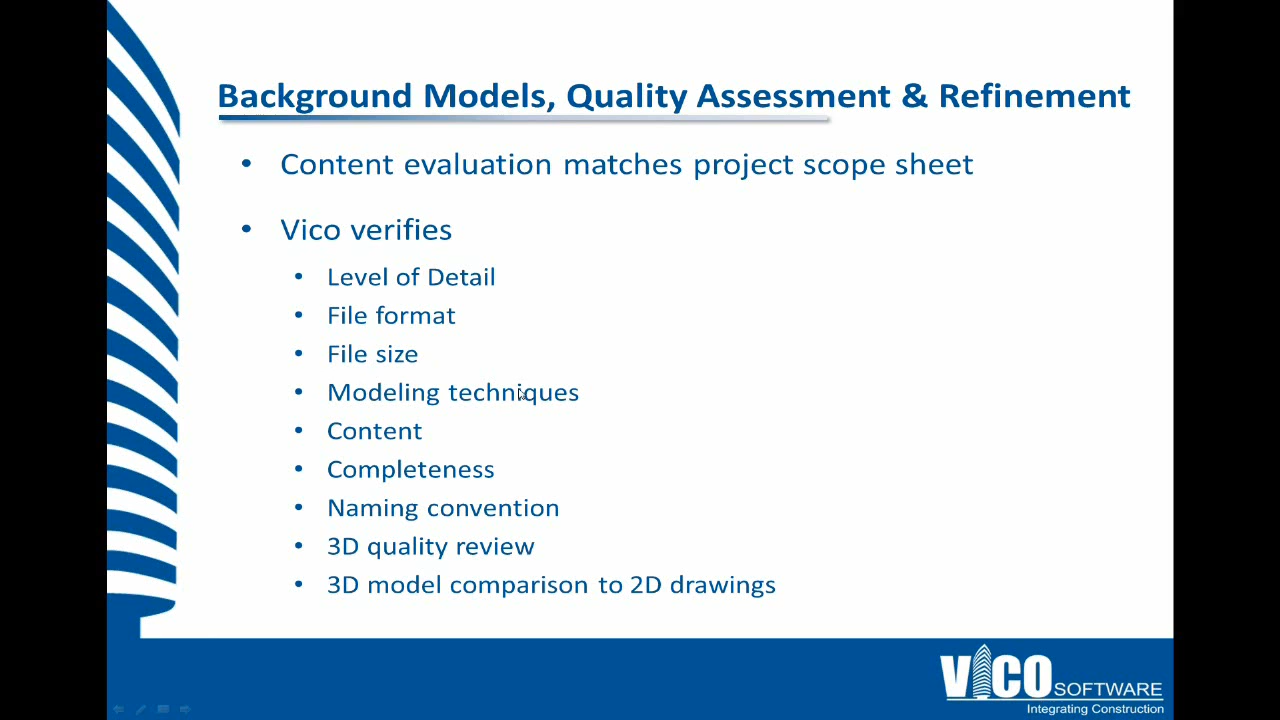 Background Models, Quality Assessment & Refinement
• Content evaluation matches project scope sheet
• Vico verifies
• Level of Detail
• File format
• File size
• Modeling techniques
• Content
• Completeness
• Naming convention
• 3D quality review
• 3D model comparison to 2D drawings
VICO SOFTWARE
Integrating Construction